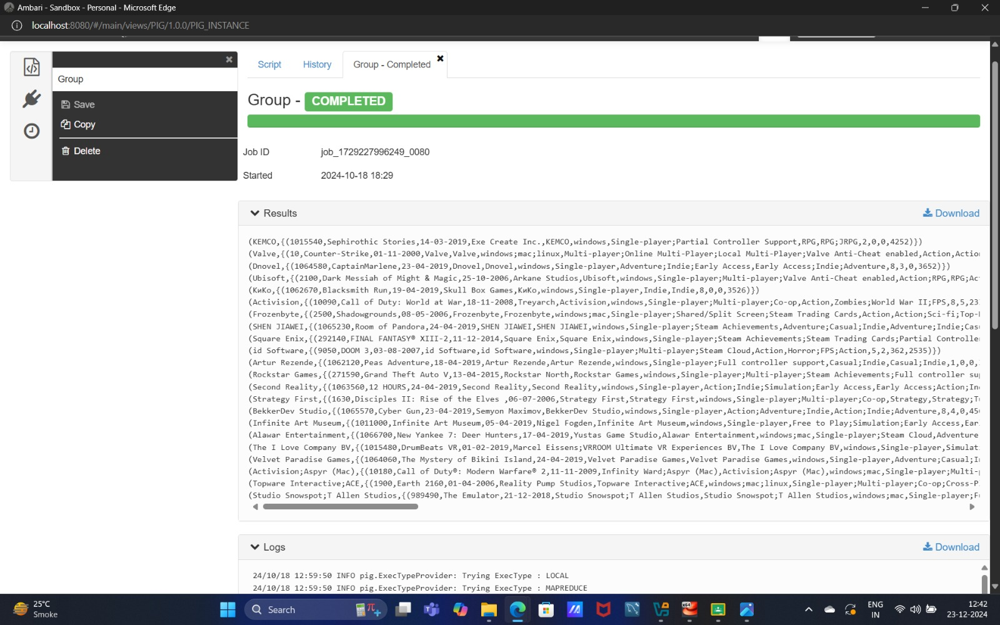 Ambari - Sandbox - Personal - Microsoft Edge
localhost:8080/#/main/views/PIG/1.0.0/PIG_INSTANCE
Group
Save
Copy
Delete
Script
History
Group - Completed
Group - COMPLETED
Job ID job_1729227996249_0080
Started 2024-10-18 18:29
Results Download
(KEMCO,{(1015540,Sephirothic Stories,14-03-2019,Exe Create Inc.,KEMCO,windows,Single-player;Partial Controller Support,RPG,RPG;JRPG,2,0,0,4252)})
(Valve,{(10,Counter-Strike,01-11-2000,Valve,Valve,windows;mac;linux,Multi-player;Online Multi-Player;Local Multi-Player;Valve Anti-Cheat enabled,Action,Action
(Dnovel,{(1064580,CaptainMarlene,23-04-2019,Dnovel,Dnovel,windows,Single-player,Adventure;Indie;Early Access,Early Access;Indie;Adventure,8,3,0,3652)})
(Ubisoft,{(2100,Dark Messiah of Might & Magic,25-10-2006,Arkane Studios,Ubisoft,windows,Single-player;Multi-player;Valve Anti-Cheat enabled,Action;RPG,RPG;Ac
(КиКо,{(1062670,Blacksmith Run,19-04-2019,Skull Box Games,КиКо,windows,Single-player,Indie,Indie,8,0,0,3526)})
(Activision,{(10090,Call of Duty: World at War,18-11-2008,Treyarch,Activision,windows,Single-player;Multi-player;Co-op,Action,Zombies;World War II;FPS,8,5,23
(Frozenbyte,{(2500,Shadowgrounds,08-05-2006,Frozenbyte,Frozenbyte,windows;mac,Single-player;Shared/Split Screen;Steam Trading Cards,Action,Action;Sci-fi;Top-
(SHEN JIAWEI,{(1065230,Room of Pandora,24-04-2019,SHEN JIAWEI,SHEN JIAWEI,windows,Single-player;Steam Achievements,Adventure;Casual;Indie,Adventure;Indie;Cas
(Square Enix,{(292140,FINAL FANTASY® XIII-2,11-12-2014,Square Enix,Square Enix,windows,Single-player;Steam Achievements;Steam Trading Cards;Partial Controlle
(id Software,{(9050,DOOM 3,03-08-2007,id Software,id Software,windows,Single-player;Multi-player;Steam Cloud,Action,Horror;FPS;Action,5,2,362,2535)})
(Artur Rezende,{(1062120,Peas Adventure,18-04-2019,Artur Rezende,Artur Rezende,windows,Single-player;Full controller support,Casual;Indie,Casual;Indie,1,0,0,
(Rockstar Games,{(271590,Grand Theft Auto V,13-04-2015,Rockstar North,Rockstar Games,windows,Single-player;Multi-player;Steam Achievements;Full controller su
(Second Reality,{(1063560,12 HOURS,24-04-2019,Second Reality,Second Reality,windows,Single-player,Action;Indie;Simulation;Early Access,Early Access;Action;In
(Strategy First,{(1630,Disciples II: Rise of the Elves ,06-07-2006,Strategy First,Strategy First,windows,Single-player;Multi-player;Co-op,Strategy,Strategy;T
(BekkerDev Studio,{(1065570,Cyber Gun,23-04-2019,Semyon Maximov,BekkerDev Studio,windows,Single-player,Action;Adventure;Indie,Action;Indie;Adventure,8,4,0,45
(Infinite Art Museum,{(1011000,Infinite Art Museum,05-04-2019,Nigel Fogden,Infinite Art Museum,windows,Single-player,Free to Play;Simulation;Early Access,Ear
(Alawar Entertainment,{(1066700,New Yankee 7: Deer Hunters,17-04-2019,Yustas Game Studio,Alawar Entertainment,windows;mac,Single-player;Steam Cloud,Adventure
(The I Love Company BV,{(1015480,DrumBeats VR,01-02-2019,Marcel Eissens;VRROOM Ultimate VR Experiences BV,The I Love Company BV,windows,Single-player,Simulat
(Velvet Paradise Games,{(1064060,The Mystery of Bikini Island,24-04-2019,Velvet Paradise Games,Velvet Paradise Games,windows,Single-player,Adventure;Casual;I
(Activision;Aspyr (Mac),{(10180,Call of Duty®: Modern Warfare® 2,11-11-2009,Infinity Ward;Aspyr (Mac),Activision;Aspyr (Mac),windows;mac,Single-player;Multi-
(Topware Interactive;ACE,{(1900,Earth 2160,01-04-2006,Reality Pump Studios,Topware Interactive;ACE,windows;mac;linux,Single-player;Multi-player;Co-op;Cross-P
(Studio Snowspot;T Allen Studios,{(989490,The Emulator,21-12-2018,Studio Snowspot;T Allen Studios,Studio Snowspot;T Allen Studios,windows;mac,Single-player;F
Logs Download
24/10/18 12:59:50 INFO pig.ExecTypeProvider: Trying ExecType : LOCAL
24/10/18 12:59:50 INFO pig.ExecTypeProvider: Trying ExecType : MAPREDUCE
25°C
Smoke
Search
ENG
IN
12:42
23-12-2024